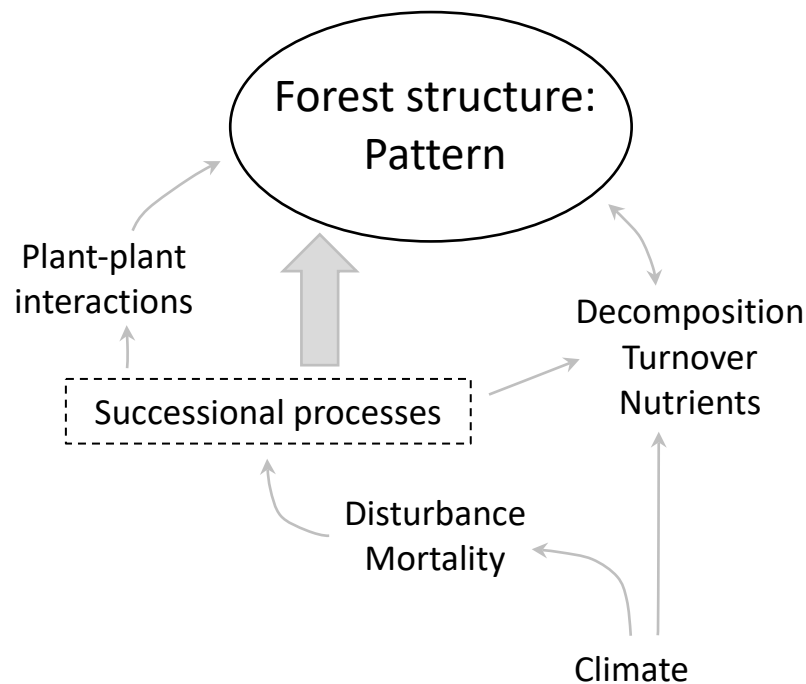 Forest structure:
Pattern
Plant-plant
interactions
Decomposition
Turnover
Nutrients
Successional processes
Disturbance
Mortality
Climate